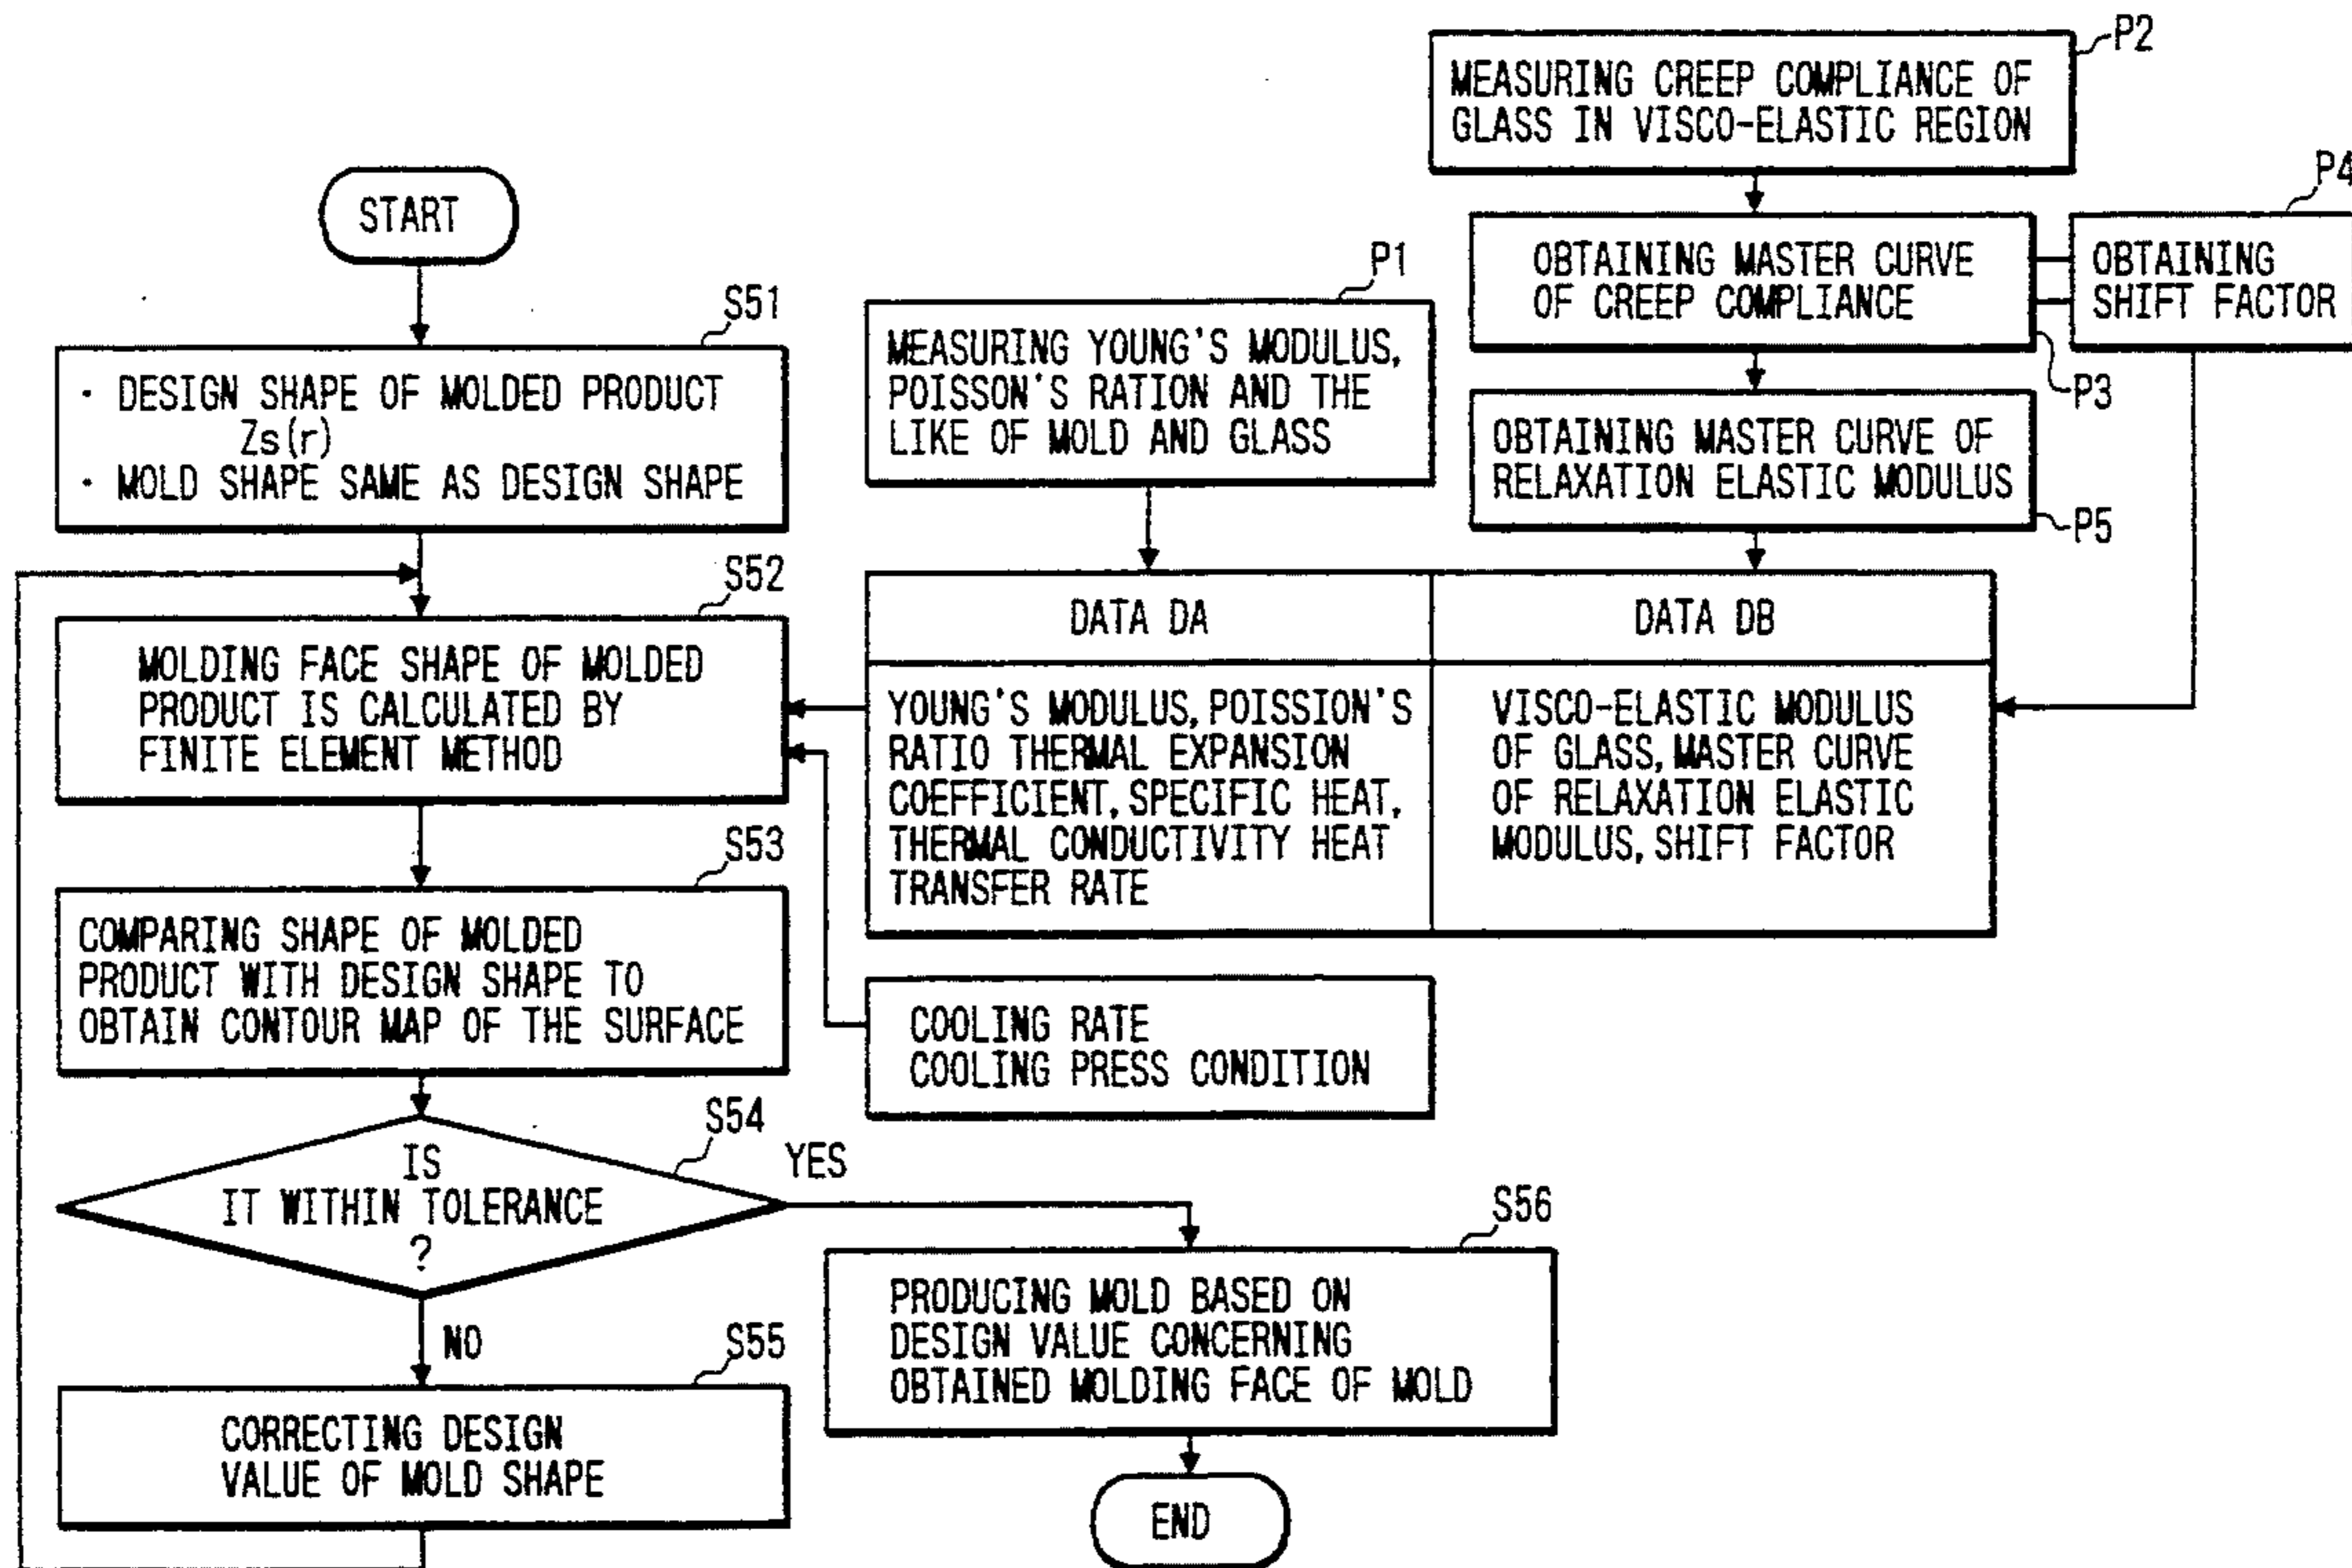 START
S51
· DESIGN SHAPE OF MOLDED PRODUCT
Zs(r)
· MOLD SHAPE SAME AS DESIGN SHAPE
S52
MOLDING FACE SHAPE OF MOLDED
PRODUCT IS CALCULATED BY
FINITE ELEMENT METHOD
S53
COMPARING SHAPE OF MOLDED
PRODUCT WITH DESIGN SHAPE TO
OBTAIN CONTOUR MAP OF THE SURFACE
S54
IS
IT WITHIN TOLERANCE
?
YES
NO
S55
CORRECTING DESIGN
VALUE OF MOLD SHAPE
P1
MEASURING YOUNG'S MODULUS,
POISSON'S RATION AND THE
LIKE OF MOLD AND GLASS
P2
MEASURING CREEP COMPLIANCE OF
GLASS IN VISCO-ELASTIC REGION
OBTAINING MASTER CURVE
OF CREEP COMPLIANCE
P3
P4
OBTAINING
SHIFT FACTOR
OBTAINING MASTER CURVE OF
RELAXATION ELASTIC MODULUS
P5
DATA DA
YOUNG'S MODULUS, POISSION'S
RATIO THERMAL EXPANSION
COEFFICIENT, SPECIFIC HEAT,
THERMAL CONDUCTIVITY HEAT
TRANSFER RATE
DATA DB
VISCO-ELASTIC MODULUS
OF GLASS, MASTER CURVE
OF RELAXATION ELASTIC
MODULUS, SHIFT FACTOR
COOLING RATE
COOLING PRESS CONDITION
S56
PRODUCING MOLD BASED ON
DESIGN VALUE CONCERNING
OBTAINED MOLDING FACE OF MOLD
END